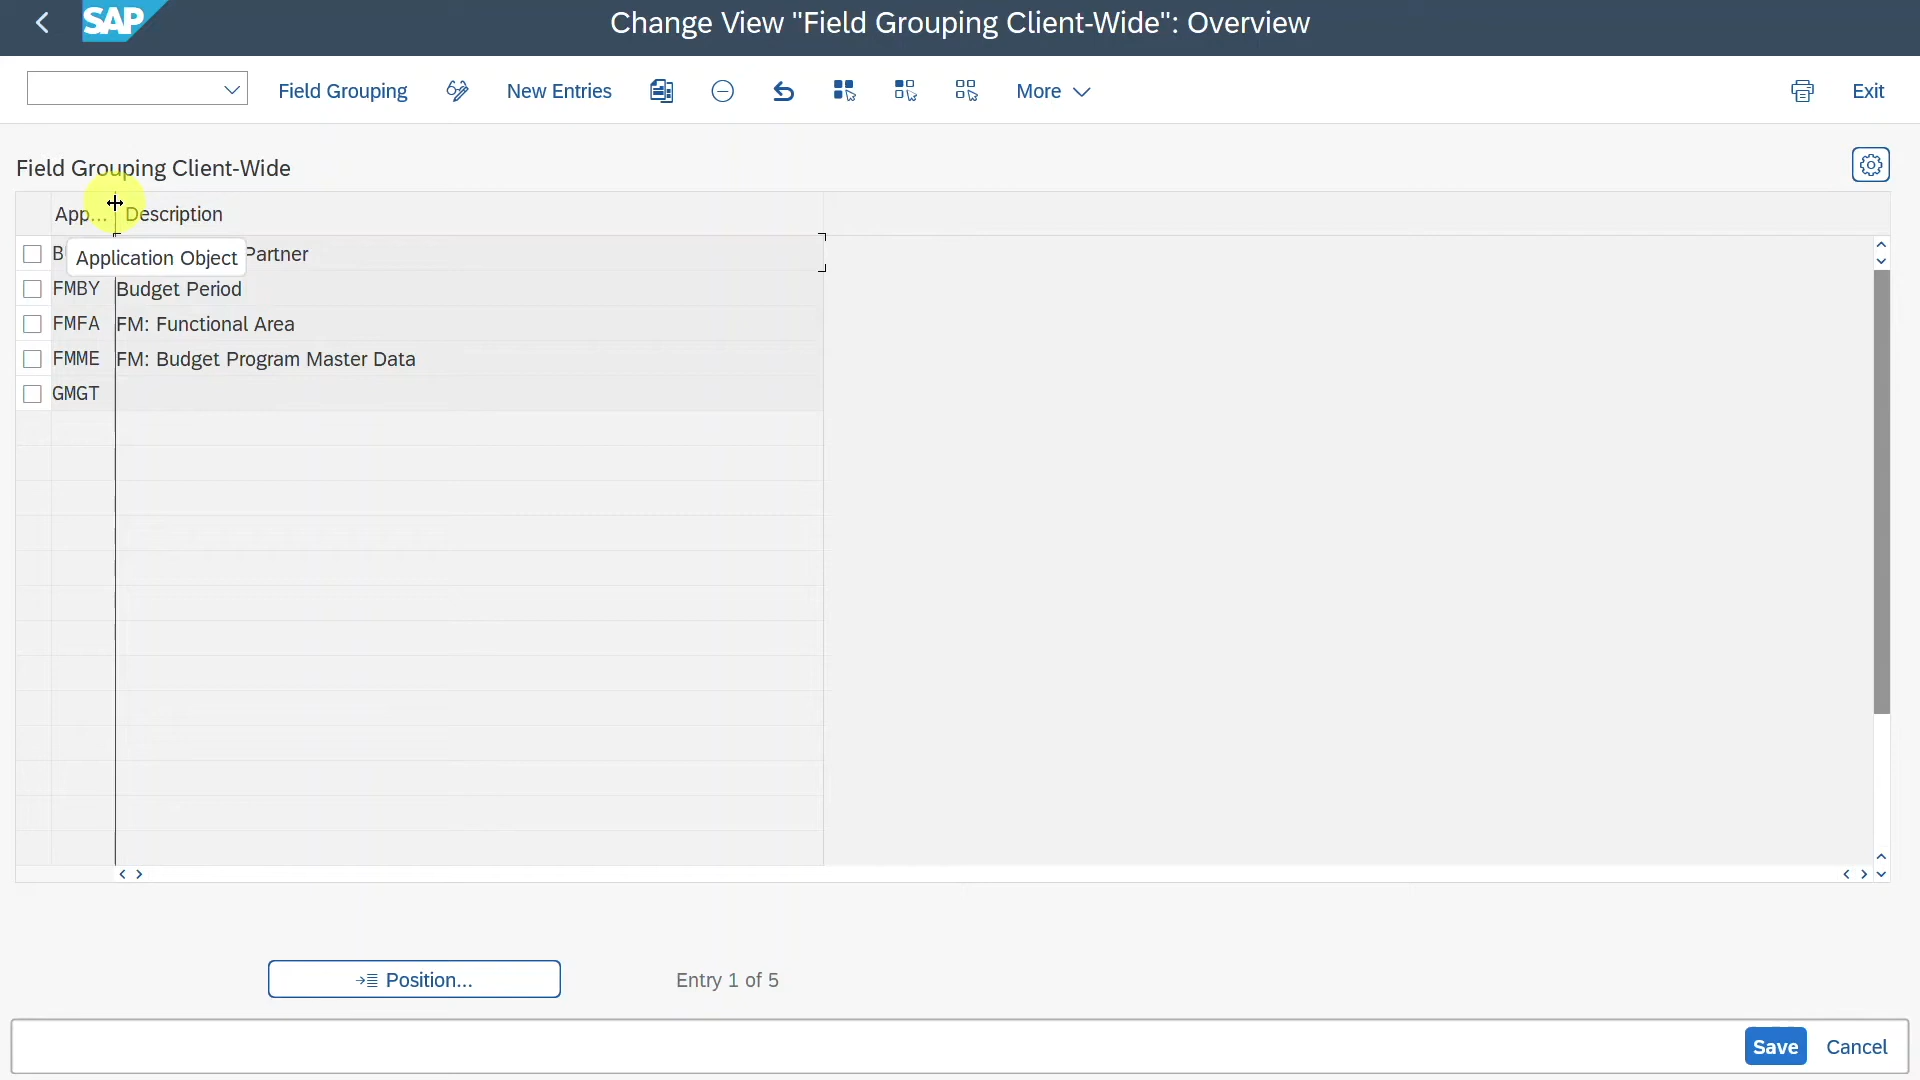 SAP
Change View "Field Grouping Client-Wide": Overview
Field Grouping
New Entries
More
Exit
Field Grouping Client-Wide
App... Description
B
Application Object
Partner
FMBY Budget Period
FMFA FM: Functional Area
FMME FM: Budget Program Master Data
GMGT
Position...
Entry 1 of 5
Save
Cancel